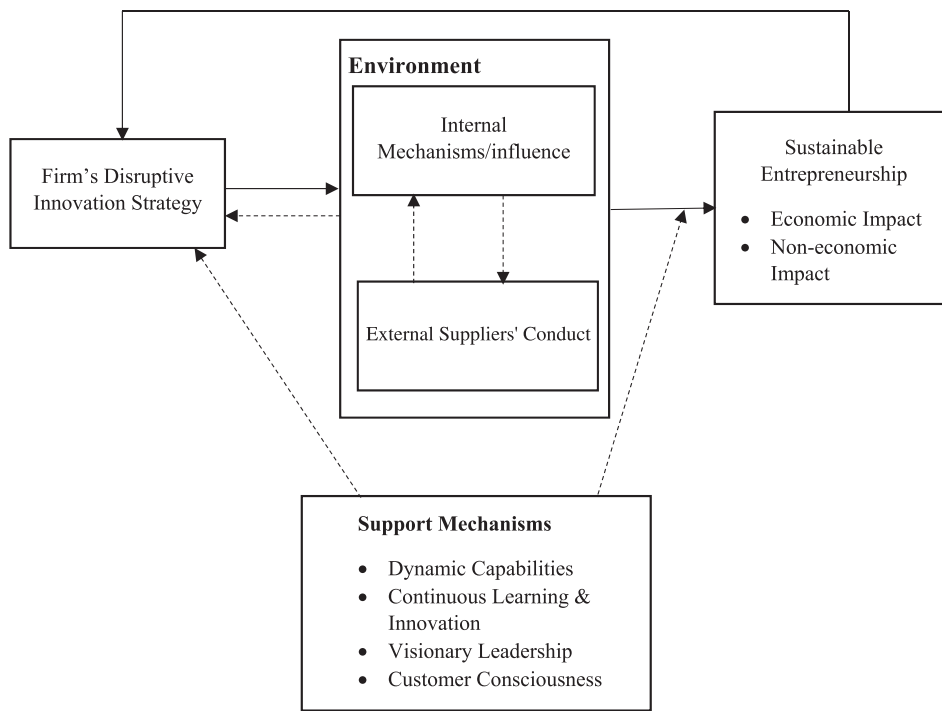 Environment
Internal
Mechanisms/influence
Firm's Disruptive
Innovation Strategy
External Suppliers' Conduct
Sustainable
Entrepreneurship
• Economic Impact
• Non-economic
Impact
Support Mechanisms
• Dynamic Capabilities
• Continuous Learning &
Innovation
• Visionary Leadership
• Customer Consciousness